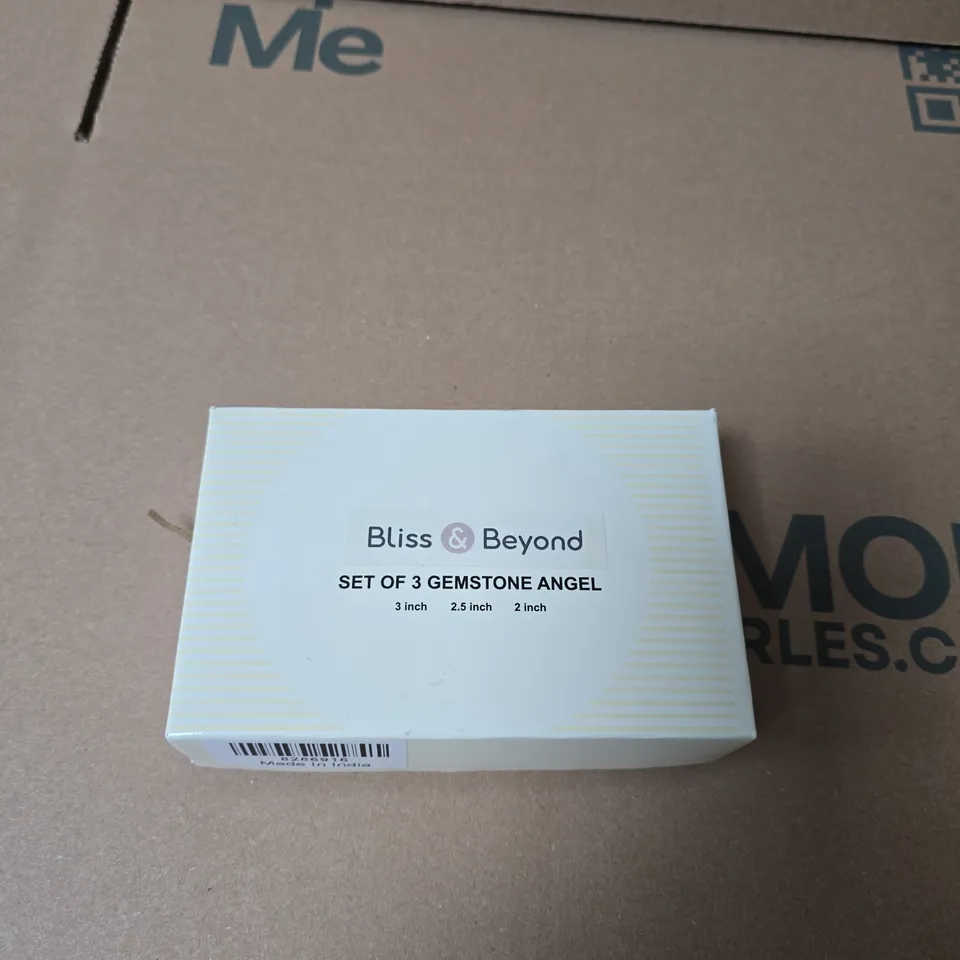 Me
Bliss & Beyond
SET OF 3 GEMSTONE ANGEL
3 inch 2.5 inch 2 inch
6286916
Made In India
MO
RLES.C